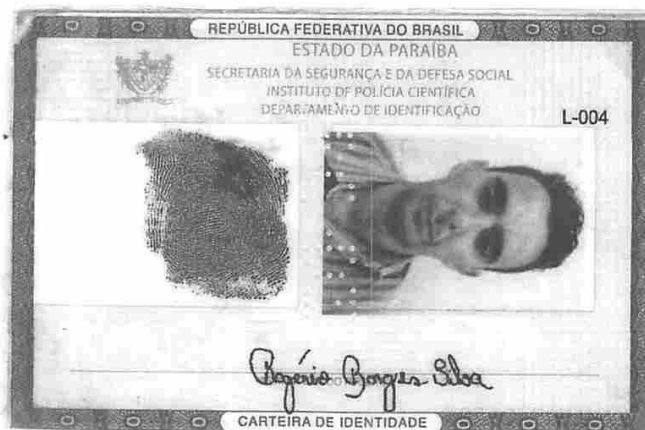 REPÚBLICA FEDERATIVA DO BRASIL
ESTADO DA PARAÍBA
SECRETARIA DA SEGURANÇA E DA DEFESA SOCIAL
INSTITUTO DE POLÍCIA CIENTÍFICA
DEPARTAMENTO DE IDENTIFICAÇÃO
L-004
Rogério Borges Silva
CARTEIRA DE IDENTIDADE